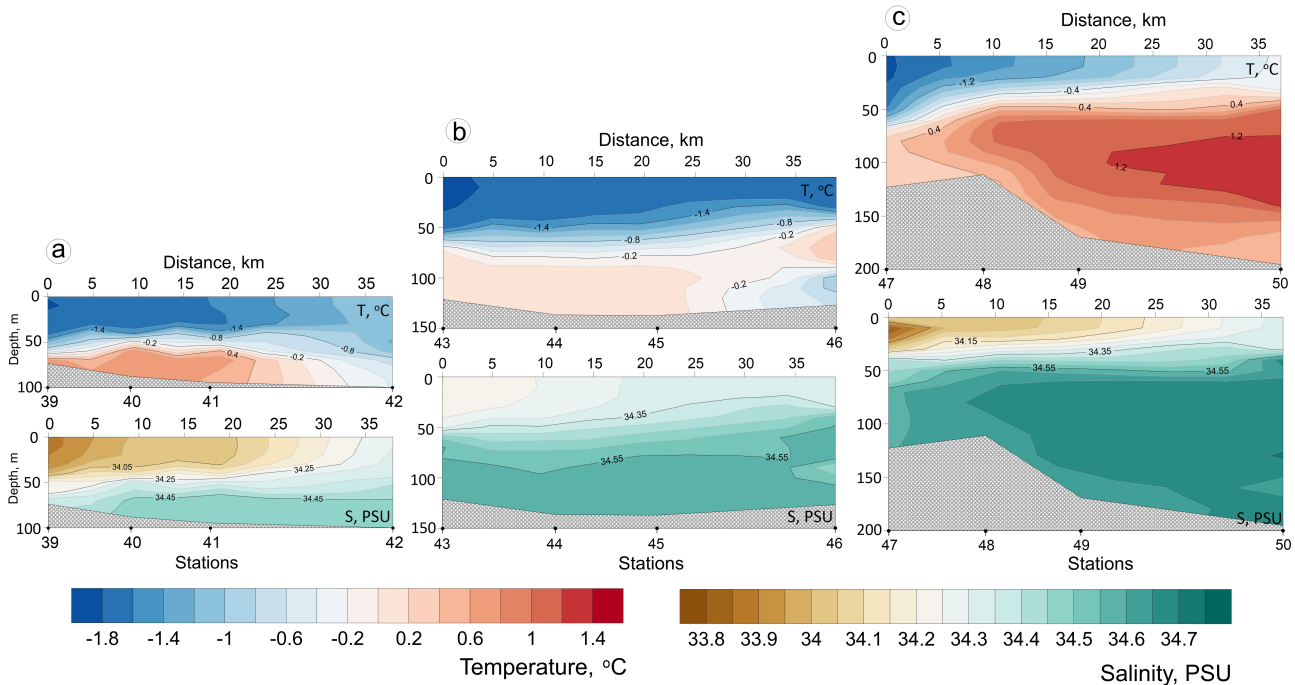 a
Distance, km
0 5 10 15 20 25 30 35
0
50
100
Depth, m
T, °C
-1.4
-1.4
-0.8
-0.2
0.4
-0.2
-0.8
39 40 41 42
0 5 10 15 20 25 30 35
0
50
100
Depth, m
34.05
34.25
34.25
34.45
34.45
S, PSU
39 40 41 42
Stations
b
Distance, km
0 5 10 15 20 25 30 35
0
50
100
150
T, °C
-1.4
-1.4
-0.8
-0.8
-0.2
-0.2
-0.2
43 44 45 46
0 5 10 15 20 25 30 35
0
50
100
150
34.35
34.55
34.55
S, PSU
43 44 45 46
Stations
c
Distance, km
0 5 10 15 20 25 30 35
0
50
100
150
200
T, °C
-1.2
-0.4
-0.4
0.4
0.4
0.4
1.2
1.2
47 48 49 50
0 5 10 15 20 25 30 35
0
50
100
150
200
34.15
34.35
34.55
34.55
S, PSU
47 48 49 50
Stations
-1.8 -1.4 -1 -0.6 -0.2 0.2 0.6 1 1.4
Temperature, °C
33.8 33.9 34 34.1 34.2 34.3 34.4 34.5 34.6 34.7
Salinity, PSU